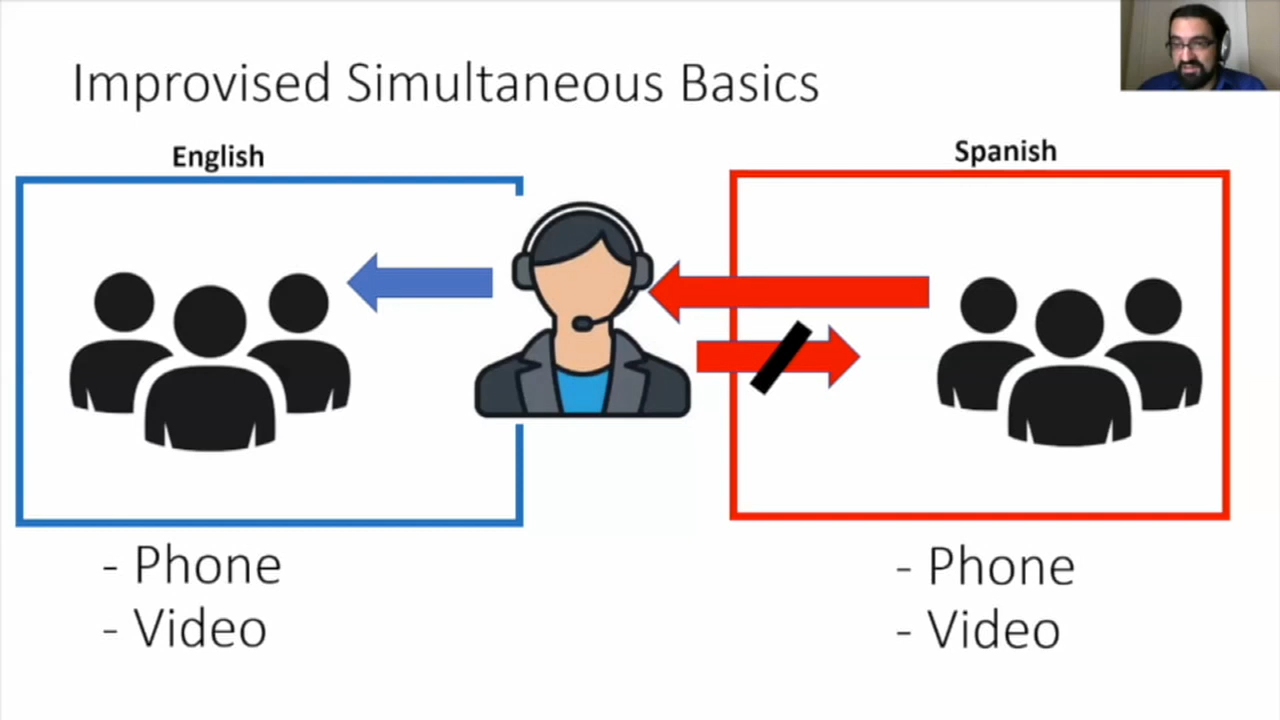 Improvised Simultaneous Basics
English
Spanish
- Phone
- Video
- Phone
- Video